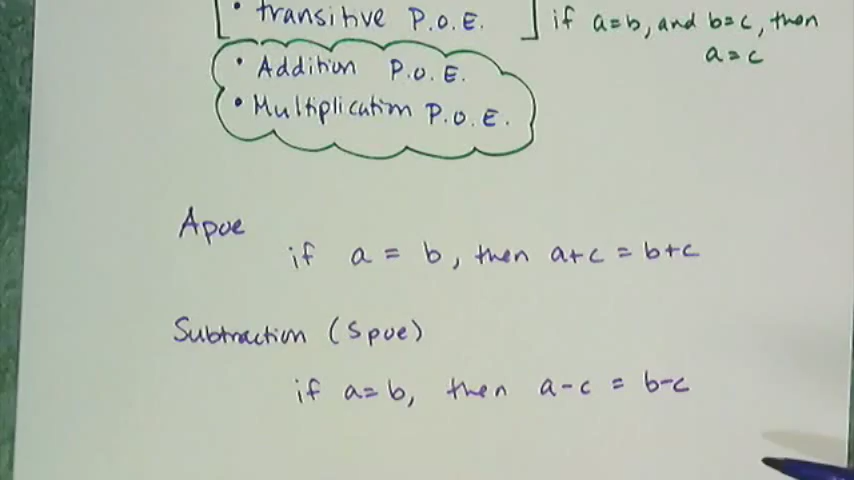 • transitive P.O.E. ] if a=b, and b=c, then
a=c
• Addition P.O.E.
• Multiplication P.O.E.
Apoe
if a = b, then a+c = b+c
Subtraction (Spoe)
if a=b, then a-c = b-c